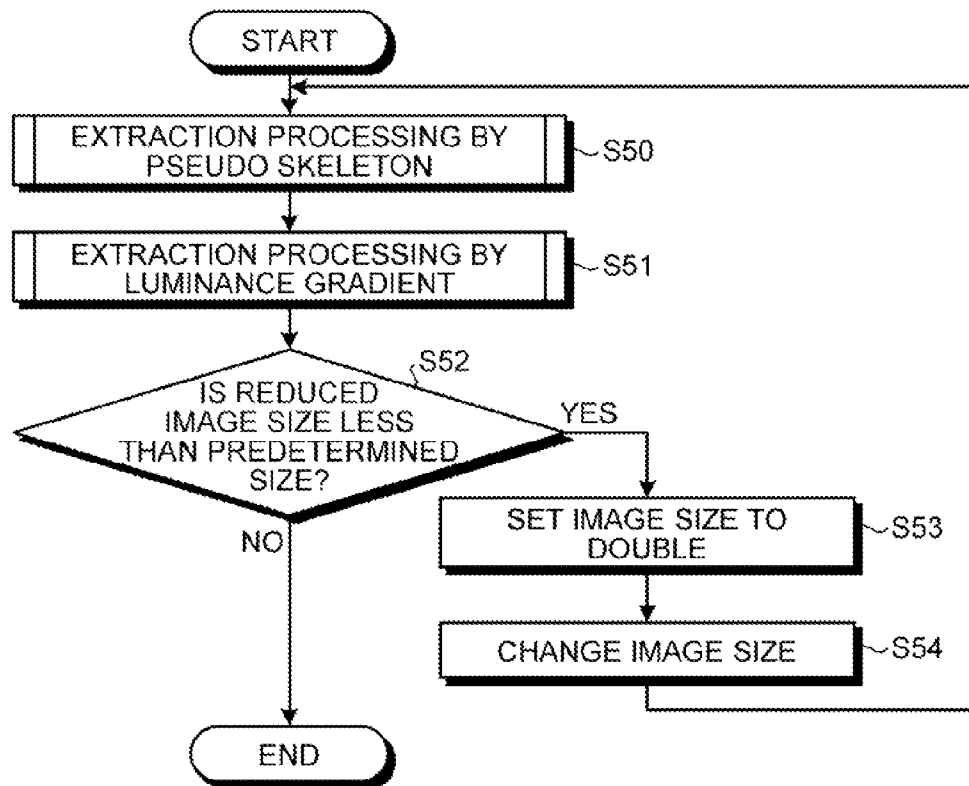 START
EXTRACTION PROCESSING BY
PSEUDO SKELETON
S50
EXTRACTION PROCESSING BY
LUMINANCE GRADIENT
S51
S52
IS REDUCED
IMAGE SIZE LESS
THAN PREDETERMINED
SIZE?
YES
NO
SET IMAGE SIZE TO
DOUBLE
S53
CHANGE IMAGE SIZE
S54
END